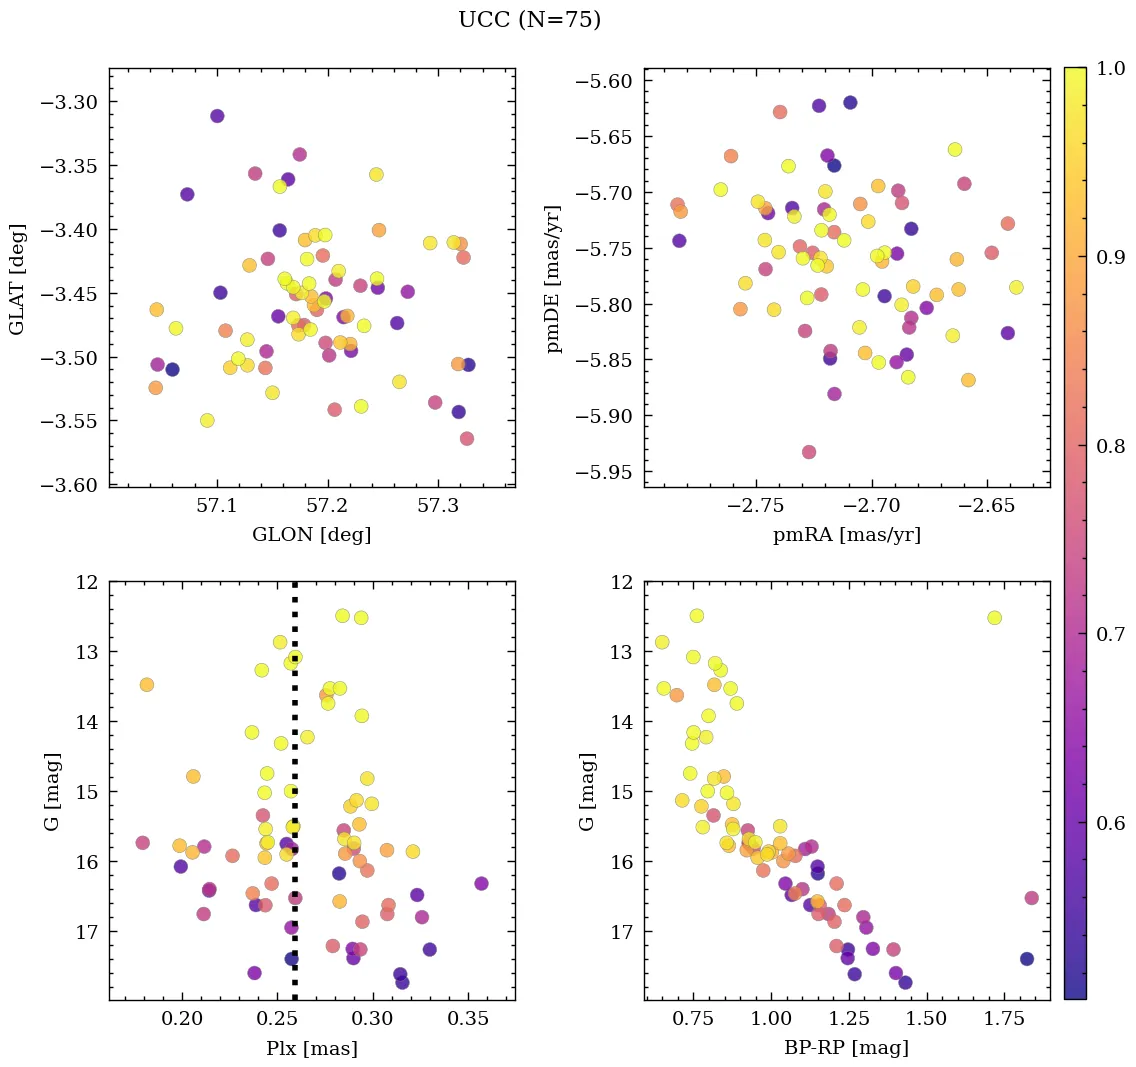 UCC (N=75)
−3.30
−3.35
−3.40
−3.45
−3.50
−3.55
−3.60
GLAT [deg]
57.1 57.2 57.3
GLON [deg]
−5.60
−5.65
−5.70
−5.75
−5.80
−5.85
−5.90
−5.95
pmDE [mas/yr]
−2.75 −2.70 −2.65
pmRA [mas/yr]
12
13
14
15
16
17
G [mag]
0.20 0.25 0.30 0.35
Plx [mas]
12
13
14
15
16
17
G [mag]
0.75 1.00 1.25 1.50 1.75
BP-RP [mag]
1.0
0.9
0.8
0.7
0.6